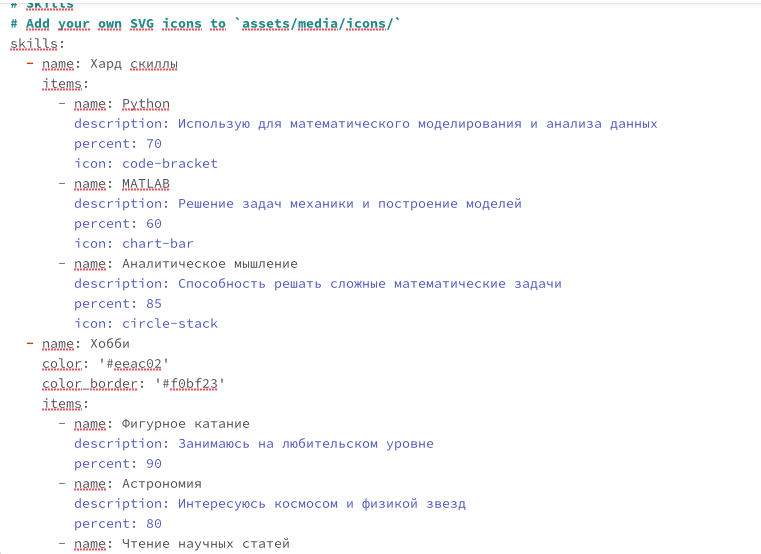 # Skills
# Add your own SVG icons to `assets/media/icons/`
skills:
  - name: Хард скиллы
    items:
      - name: Python
        description: Использую для математического моделирования и анализа данных
        percent: 70
        icon: code-bracket
      - name: MATLAB
        description: Решение задач механики и построение моделей
        percent: 60
        icon: chart-bar
      - name: Аналитическое мышление
        description: Способность решать сложные математические задачи
        percent: 85
        icon: circle-stack
  - name: Хобби
    color: '#eeac02'
    color_border: '#f0bf23'
    items:
      - name: Фигурное катание
        description: Занимаюсь на любительском уровне
        percent: 90
      - name: Астрономия
        description: Интересуюсь космосом и физикой звезд
        percent: 80
      - name: Чтение научных статей